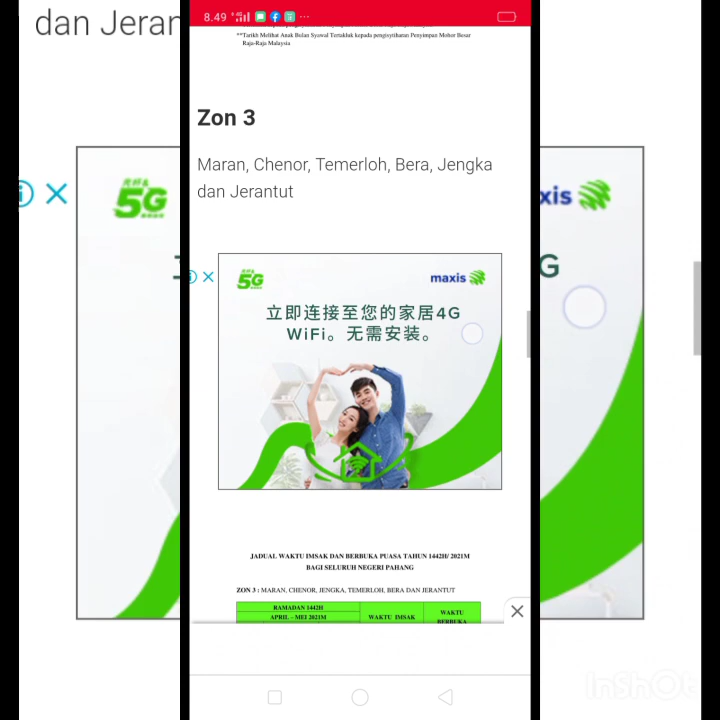 dan Jeran
8.49
**Tarikh Melihat Anak Bulan Syawal Tertakluk kepada pengisytiharan Penyimpan Mohor Besar
Raja-Raja Malaysia
Zon 3
Maran, Chenor, Temerloh, Bera, Jengka
dan Jerantut
5G
maxis
立即连接至您的家居4G
WiFi。无需安装。
5G
xis
G
JADUAL WAKTU IMSAK DAN BERBUKA PUASA TAHUN 1442H/ 2021M
BAGI SELURUH NEGERI PAHANG
ZON 3 : MARAN, CHENOR, JENGKA, TEMERLOH, BERA DAN JERANTUT
RAMADAN 1442H
APRIL – MEI 2021M
WAKTU IMSAK
WAKTU
BERBUKA
InShOt